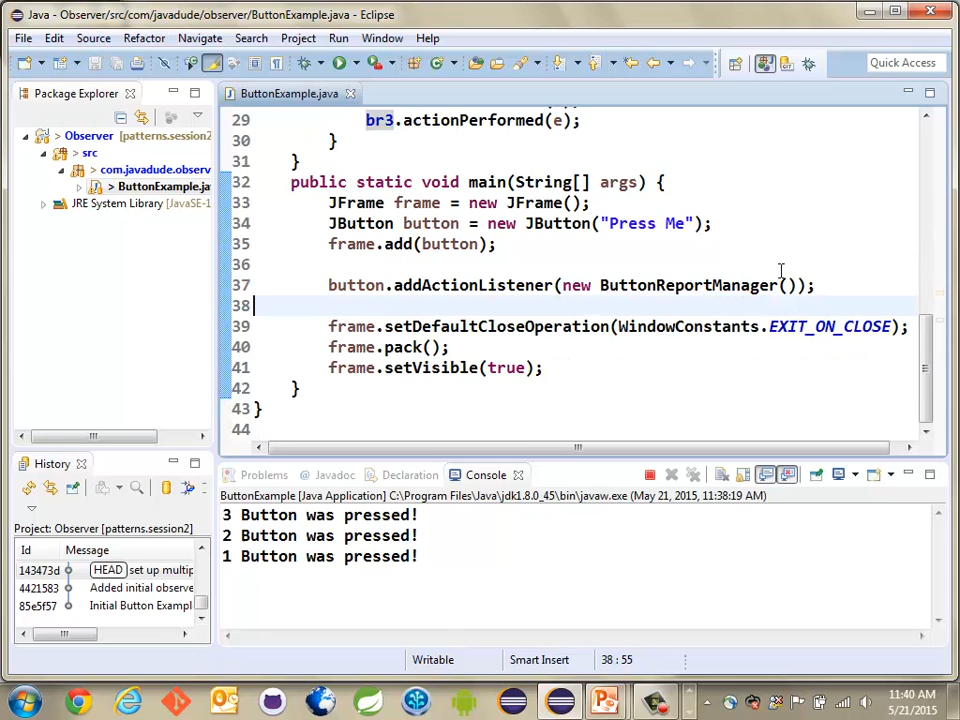 Java - Observer/src/com/javadude/observer/ButtonExample.java - Eclipse
File Edit Source Refactor Navigate Search Project Run Window Help
Quick Access
Package Explorer
ButtonExample.java
> Observer [patterns.session2
> src
> com.javadude.observ
> ButtonExample.ja
JRE System Library [JavaSE-1
29 br3.actionPerformed(e);
30 }
31 }
32 public static void main(String[] args) {
33 JFrame frame = new JFrame();
34 JButton button = new JButton("Press Me");
35 frame.add(button);
36
37 button.addActionListener(new ButtonReportManager());
38
39 frame.setDefaultCloseOperation(WindowConstants.EXIT_ON_CLOSE);
40 frame.pack();
41 frame.setVisible(true);
42 }
43 }
44
History
Project: Observer [patterns.session2]
Id Message
143473d HEAD set up multip
4421583 Added initial observe
85e5f57 Initial Button Exampl
Problems Javadoc Declaration Console
ButtonExample [Java Application] C:\Program Files\Java\jdk1.8.0_45\bin\javaw.exe (May 21, 2015, 11:38:19 AM)
3 Button was pressed!
2 Button was pressed!
1 Button was pressed!
Writable Smart Insert 38 : 55
11:40 AM
5/21/2015